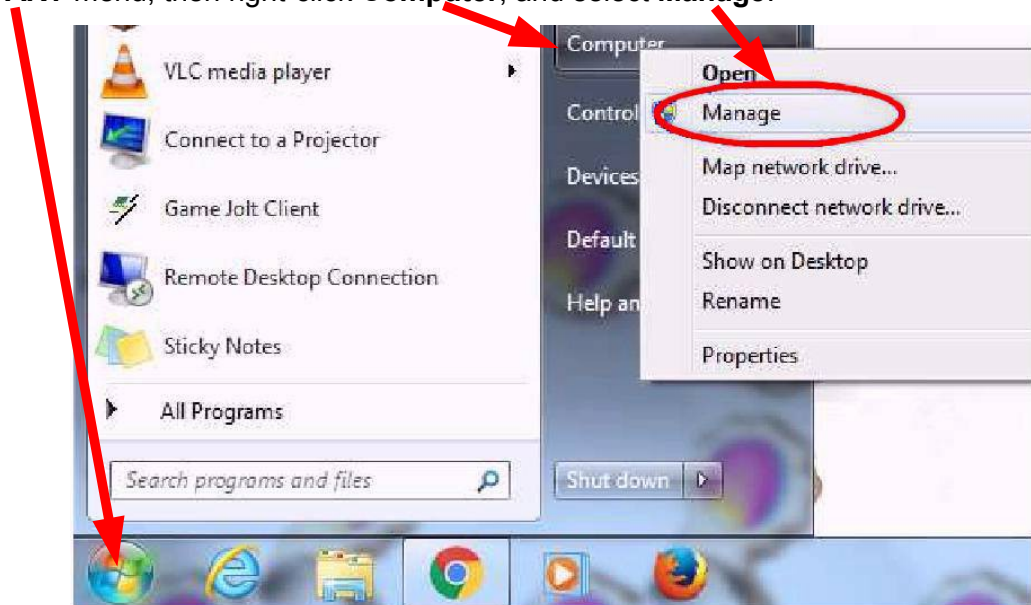 menu, then right-click Computer, and select Manage.
VLC media player
Connect to a Projector
Game Jolt Client
Remote Desktop Connection
Sticky Notes
All Programs
Search programs and files
Computer
Control
Devices
Default
Help an
Shut down
Open
Manage
Map network drive...
Disconnect network drive...
Show on Desktop
Rename
Properties